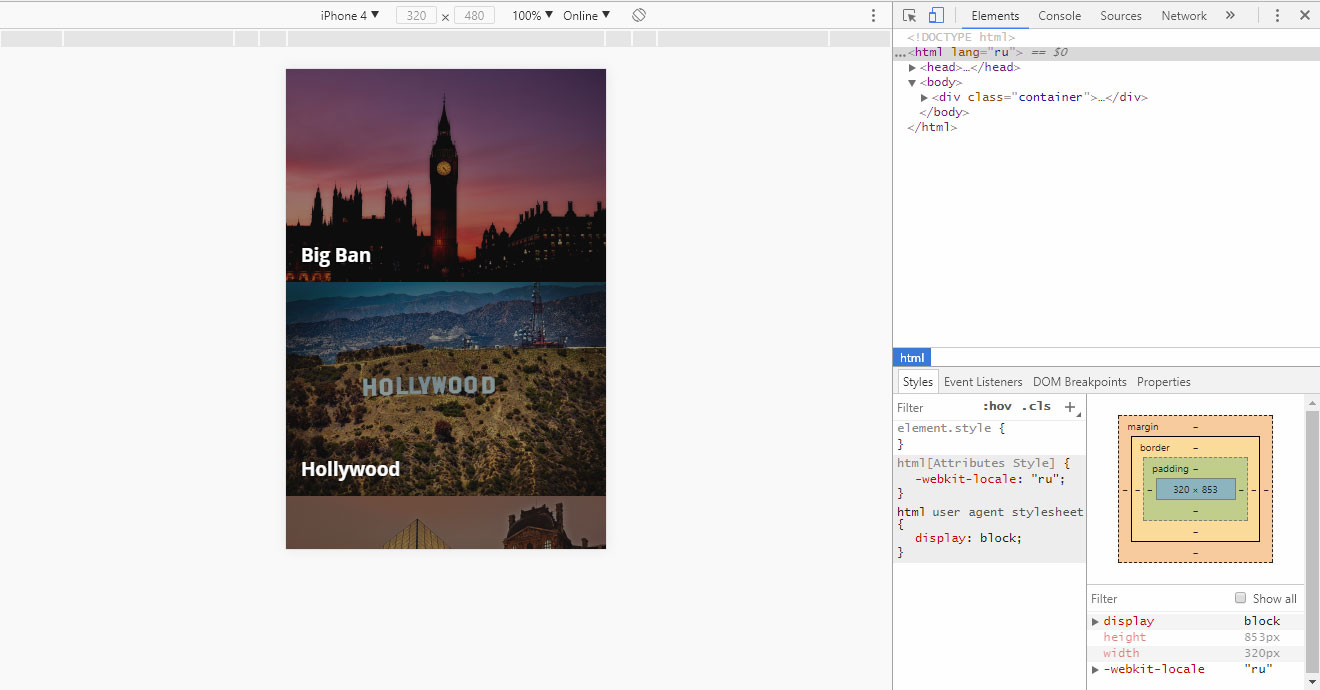 iPhone 4 ▼ 320 × 480 100% ▼ Online ▼
Big Ban
HOLLYWOOD
Hollywood
Elements Console Sources Network »
<!DOCTYPE html>
...<html lang="ru"> == $0
▶<head>…</head>
▼<body>
▶<div class="container">…</div>
</body>
</html>
html
Styles Event Listeners DOM Breakpoints Properties
Filter :hov .cls +
element.style {
}
html[Attributes Style] {
-webkit-locale: "ru";
}
html user agent stylesheet
{
display: block;
}
margin –
border –
padding –
– – – 320 × 853 – – –
–
–
–
Filter Show all
▶ display block
height 853px
width 320px
▶ -webkit-locale "ru"